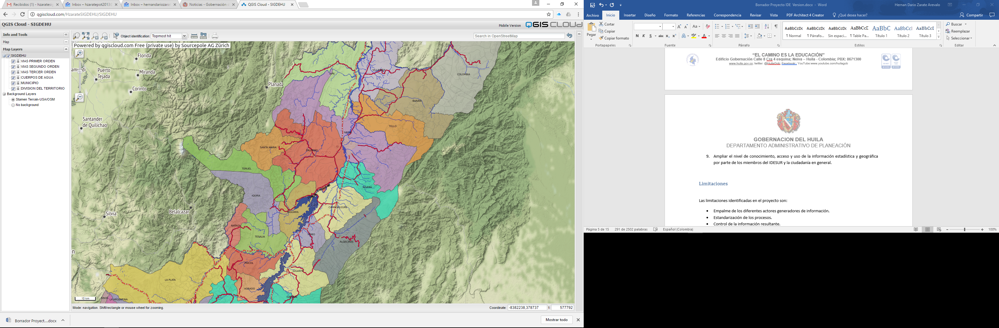 Recibidos (1) - hzaratesig
Inbox – hzaratepot2013@
Inbox – hernandariozarat
Noticias - Gobernación d
QGIS Cloud - SIGDEHU
qgiscloud.com/HzarateSIGDEHU/SIGDEHU
QGIS Cloud - SIGDEHU
Mobile Version
QGIS CLOUD
Info and Tools
Map
Map Layers
SIGDEHU
VIAS PRIMER ORDEN
VIAS SEGUNDO ORDEN
VIAS TERCER ORDEN
CUERPOS DE AGUA
MUNICIPIO
DIVISION DEL TERRITORIO
Background Layers
Stamen Terrain-USA/OSM
No background
Object identification: Topmost hit
Search in OpenStreetMap
Powered by qgiscloud.com Free (private use) by Sourcepole AG Zürich
Florida
Puerto
Tejada
Miranda
Corinto
Planada
Santander
de Quilichao
Silvia
Belalcazar
AIPE
VILLAVIEJA
COLOMBIA
BARAYA
TELLO
NEIVA
SANTA MARIA
PALERMO
TERUEL
RIVERA
IQUIRA
YAGUARA
CAMPOALEGRE
NATAGA
TESALIA
HOBO
ALGECIRAS
PAICOL
GIGANTE
LA PLATA
AGRADO
GARZON
ISNOS
LA ARGENTINA
10 km
Mode: navigation. Shift/rectangle or mouse wheel for zooming.
Coordinate: -8382238,378737 1: 577792
Borrador Proyect....docx
Mostrar todo
Borrador Proyecto IDE Version.docx - Word
Hernan Dario Zarate Arevalo
Archivo Inicio Insertar Diseño Formato Referencias Correspondencia Revisar Vista PDF Architect 4 Creator ¿Qué desea hacer? Compartir
Pegar
Cortar
Copiar
Copiar formato
Portapapeles
N K S abc x₂ x²
Fuente
Párrafo
AaBbCcDc AaBbCcDc AaBbCcDc AaBbCcI AaBbC AaBbCcI AaBbCcI
¶ Normal ¶ Párrafo... Sin espaci... ¶ Table Pa... Título 1 Título 2 Título 3
Estilos
Buscar
Reemplazar
Seleccionar
Editar
“EL CAMINO ES LA EDUCACIÓN”
Edificio Gobernación Calle 8 Cra 4 esquina; Neiva – Huila - Colombia; PBX: 8671300
www.huila.gov.co; twitter: @HuilaGob; Facebook:; YouTube:www.youtube.com/huilagob
GOBERNACION DEL HUILA
DEPARTAMENTO ADMINISTRATIVO DE PLANEACIÓN
9. Ampliar el nivel de conocimiento, acceso y uso de la información estadística y geográfica
por parte de los miembros del IDESUR y la ciudadanía en general.
Limitaciones
Las limitaciones identificadas en el proyecto son:
• Empalme de los diferentes actores generadores de información.
• Estandarización de los procesos.
• Control de la información resultante.
Página 5 de 15 291 de 2502 palabras Español (Colombia) 100%